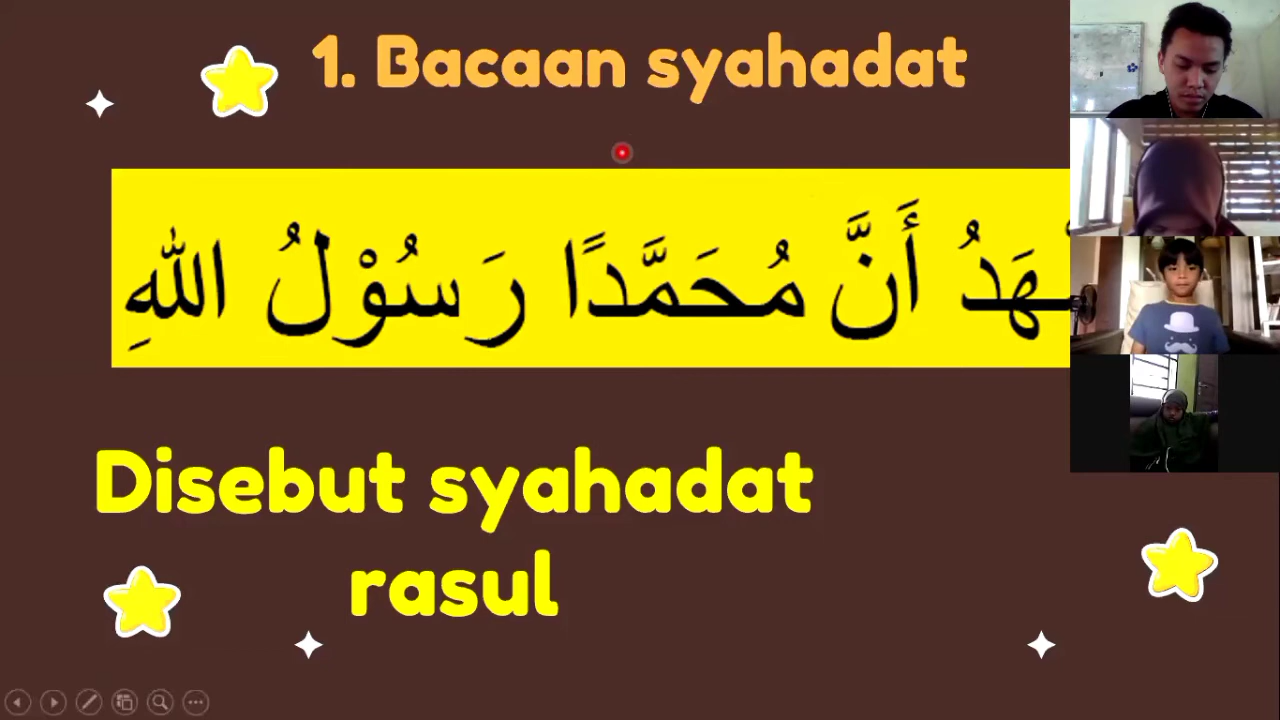 1. Bacaan syahadat
أَنَّ مُحَمَّدًا رَسُوْلُ اللهِ
Disebut syahadat
rasul